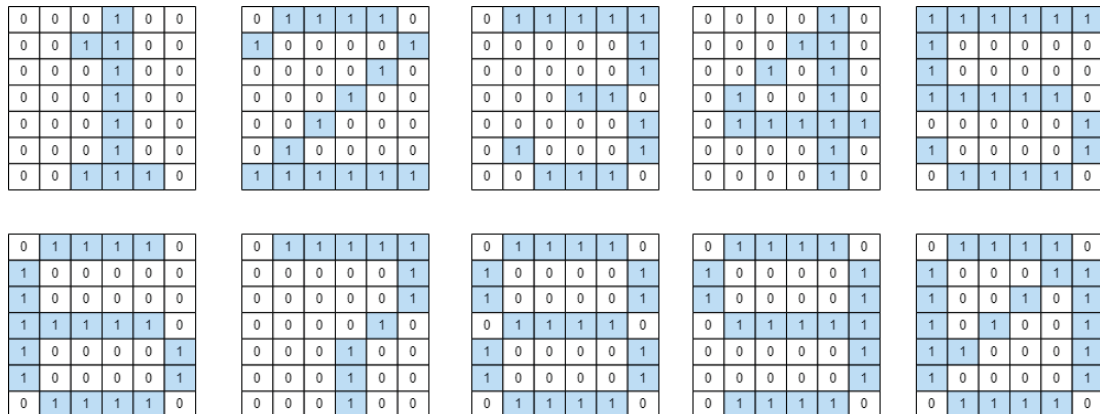 0 0 0 1 0 0 0 1 1 1 1 0 0 1 1 1 1 1 0 0 0 0 1 0 1 1 1 1 1 1
0 0 1 1 0 0 1 0 0 0 0 1 0 0 0 0 0 1 0 0 0 1 1 0 1 0 0 0 0 0
0 0 0 1 0 0 0 0 0 0 1 0 0 0 0 0 0 1 0 0 1 0 1 0 1 0 0 0 0 0
0 0 0 1 0 0 0 0 0 1 0 0 0 0 0 1 1 0 0 1 0 0 1 0 1 1 1 1 1 0
0 0 0 1 0 0 0 0 1 0 0 0 0 0 0 0 0 1 0 1 1 1 1 1 0 0 0 0 0 1
0 0 0 1 0 0 0 1 0 0 0 0 0 1 0 0 0 1 0 0 0 0 1 0 1 0 0 0 0 1
0 0 1 1 1 0 1 1 1 1 1 1 0 0 1 1 1 0 0 0 0 0 1 0 0 1 1 1 1 0
0 1 1 1 1 0 0 1 1 1 1 1 0 1 1 1 1 0 0 1 1 1 1 0 0 1 1 1 1 0
1 0 0 0 0 0 0 0 0 0 0 1 1 0 0 0 0 1 1 0 0 0 0 1 1 0 0 0 1 1
1 0 0 0 0 0 0 0 0 0 0 1 1 0 0 0 0 1 1 0 0 0 0 1 1 0 0 1 0 1
1 1 1 1 1 0 0 0 0 0 1 0 0 1 1 1 1 0 0 1 1 1 1 1 1 0 1 0 0 1
1 0 0 0 0 1 0 0 0 1 0 0 1 0 0 0 0 1 0 0 0 0 0 1 1 1 0 0 0 1
1 0 0 0 0 1 0 0 0 1 0 0 1 0 0 0 0 1 0 0 0 0 0 1 1 0 0 0 0 1
0 1 1 1 1 0 0 0 0 1 0 0 0 1 1 1 1 0 0 1 1 1 1 0 0 1 1 1 1 0